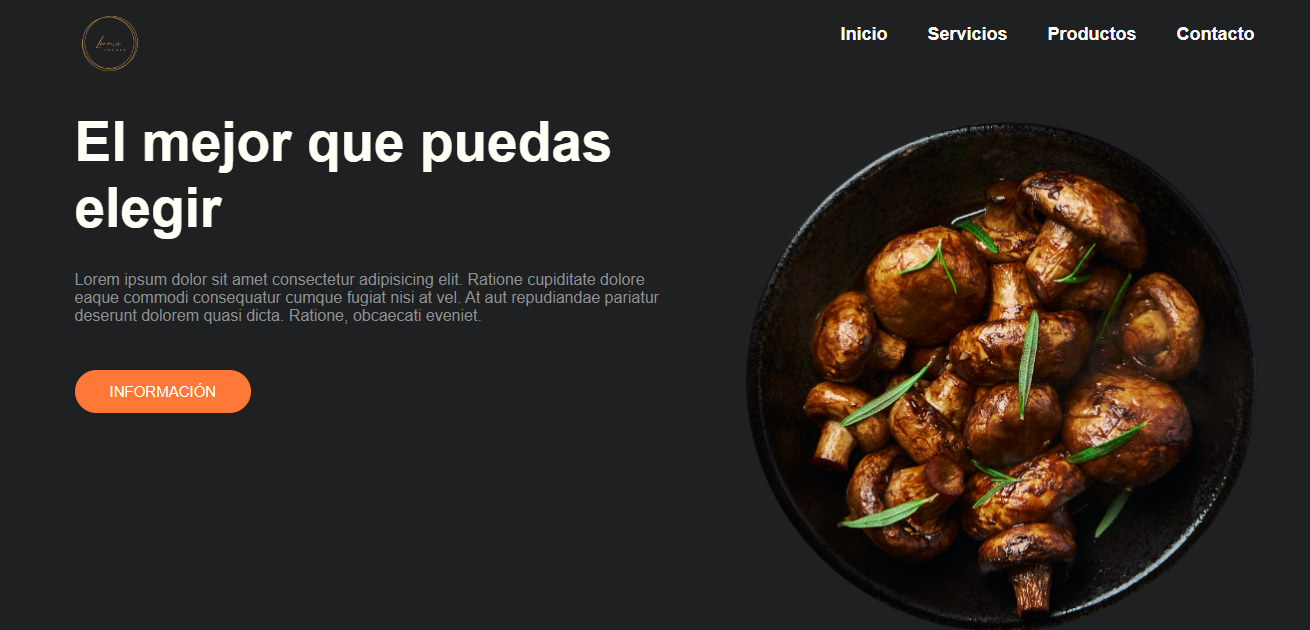 Inicio Servicios Productos Contacto
El mejor que puedas
elegir
Lorem ipsum dolor sit amet consectetur adipisicing elit. Ratione cupiditate dolore
eaque commodi consequatur cumque fugiat nisi at vel. At aut repudiandae pariatur
deserunt dolorem quasi dicta. Ratione, obcaecati eveniet.
INFORMACIÓN